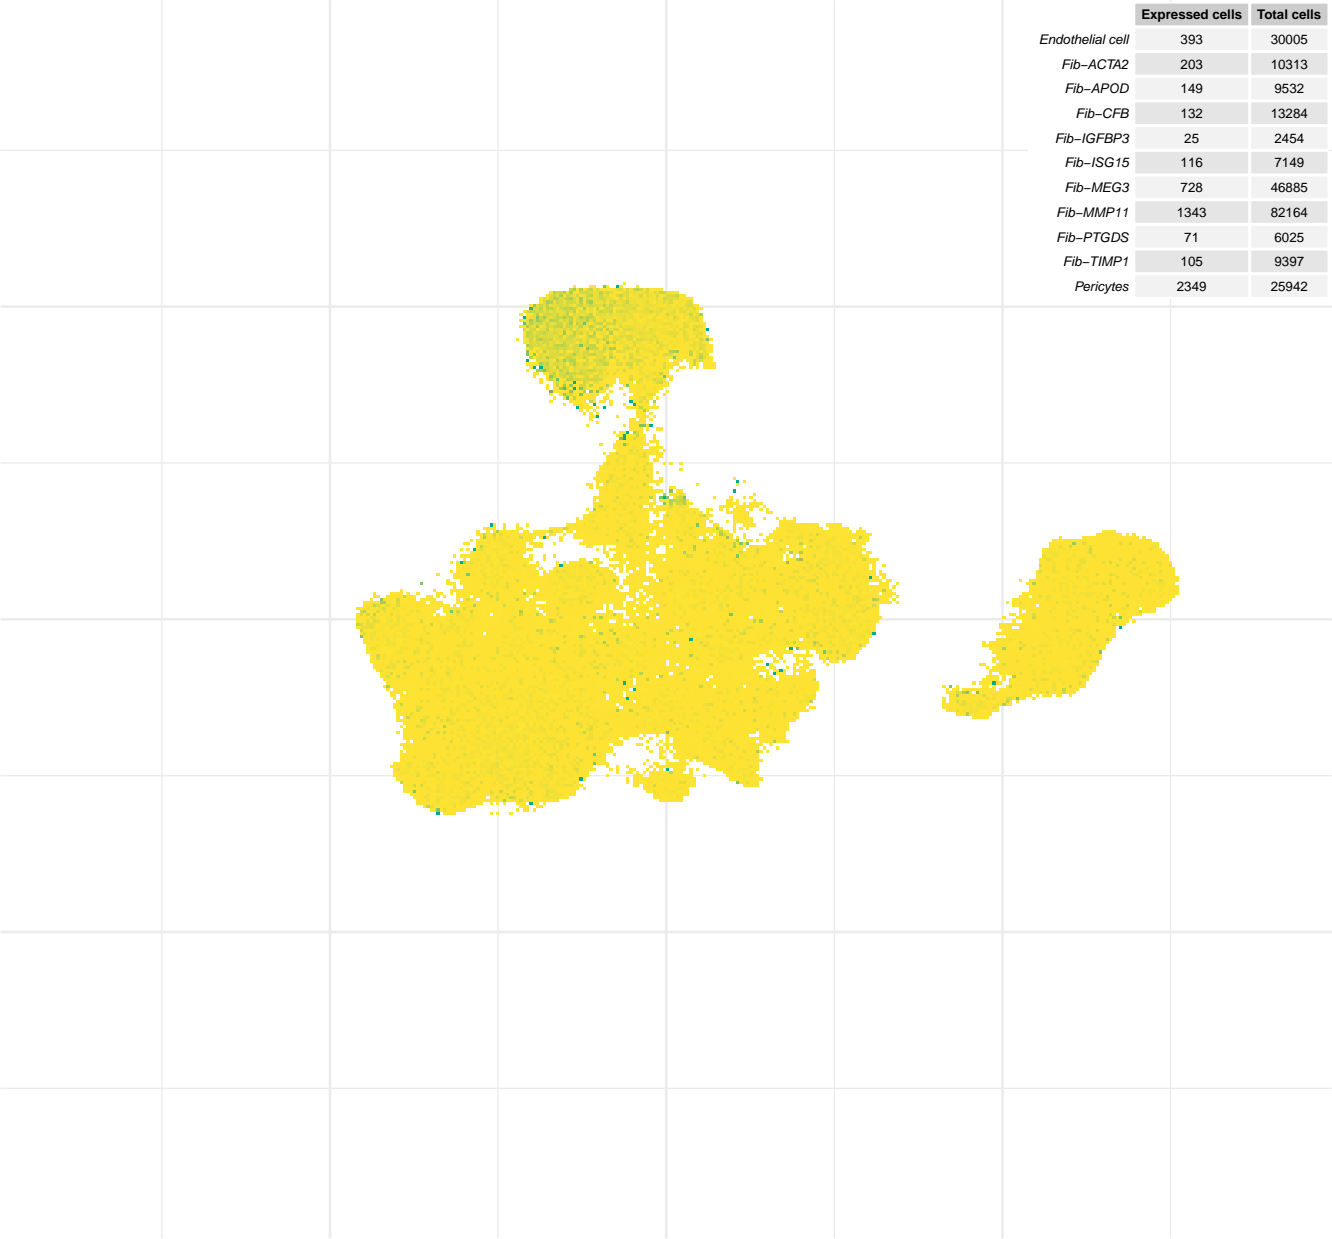 Expressed cells Total cells
Endothelial cell 393 30005
Fib−ACTA2 203 10313
Fib−APOD 149 9532
Fib−CFB 132 13284
Fib−IGFBP3 25 2454
Fib−ISG15 116 7149
Fib−MEG3 728 46885
Fib−MMP11 1343 82164
Fib−PTGDS 71 6025
Fib−TIMP1 105 9397
Pericytes 2349 25942